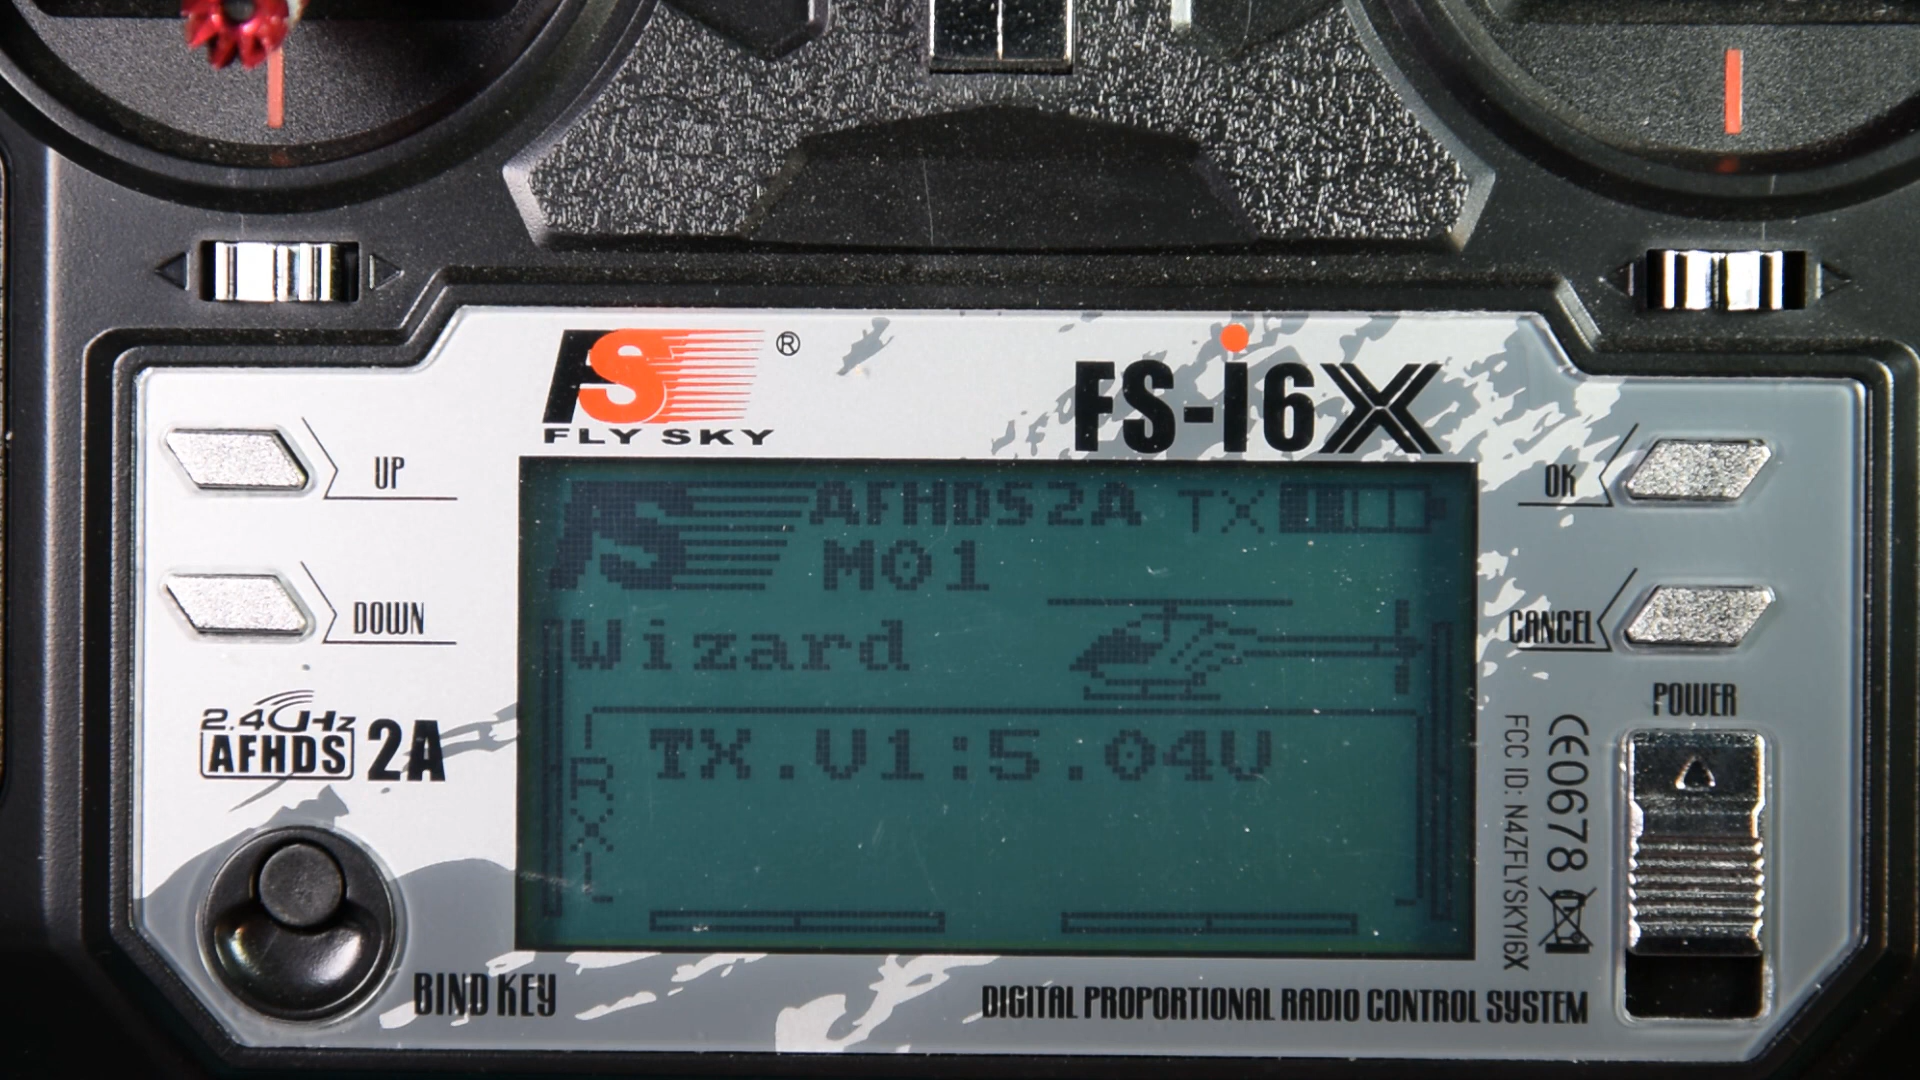 FS ®
FLY SKY
FS-i6X
UP
DOWN
OK
CANCEL
POWER
FS AFHDS2A TX
M01
Wizard
TX.V1:5.04V
RX
2.4GHz
AFHDS 2A
BIND KEY
CE0678
FCC ID: N4ZFLYSKYI6X
DIGITAL PROPORTIONAL RADIO CONTROL SYSTEM